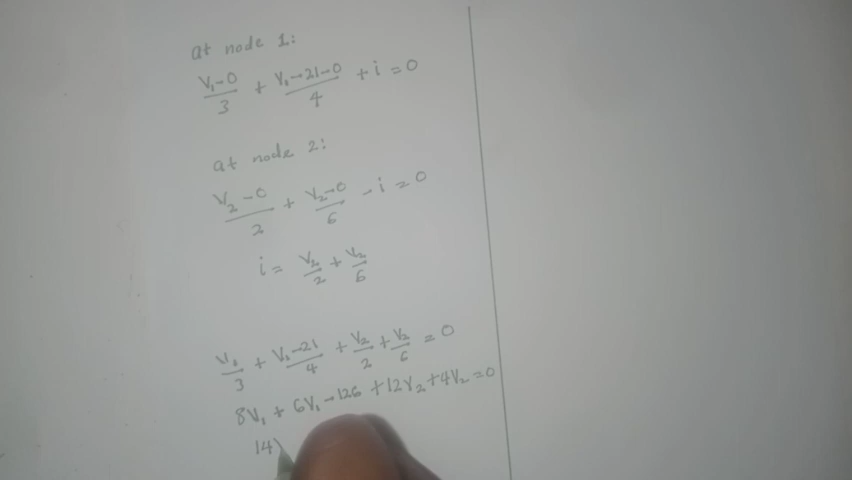 at node 1:
V₁-0/3 + V₁-21-0/4 + i = 0
at node 2:
V₂-0/2 + V₂-0/6 - i = 0
i = V₂/2 + V₂/6
V₁/3 + V₁-21/4 + V₂/2 + V₂/6 = 0
8V₁ + 6V₁ - 126 + 12V₂ + 4V₂ = 0
14V